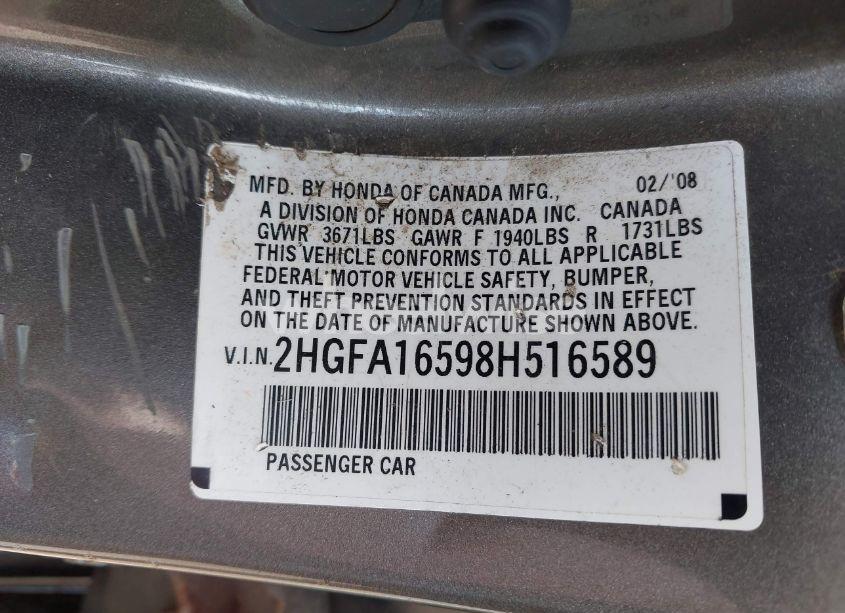 MFD. BY HONDA OF CANADA MFG., 02/'08
A DIVISION OF HONDA CANADA INC. CANADA
GVWR 3671LBS GAWR F 1940LBS R 1731LBS
THIS VEHICLE CONFORMS TO ALL APPLICABLE
FEDERAL MOTOR VEHICLE SAFETY, BUMPER,
AND THEFT PREVENTION STANDARDS IN EFFECT
ON THE DATE OF MANUFACTURE SHOWN ABOVE.
V.I.N. 2HGFA16598H516589
PASSENGER CAR